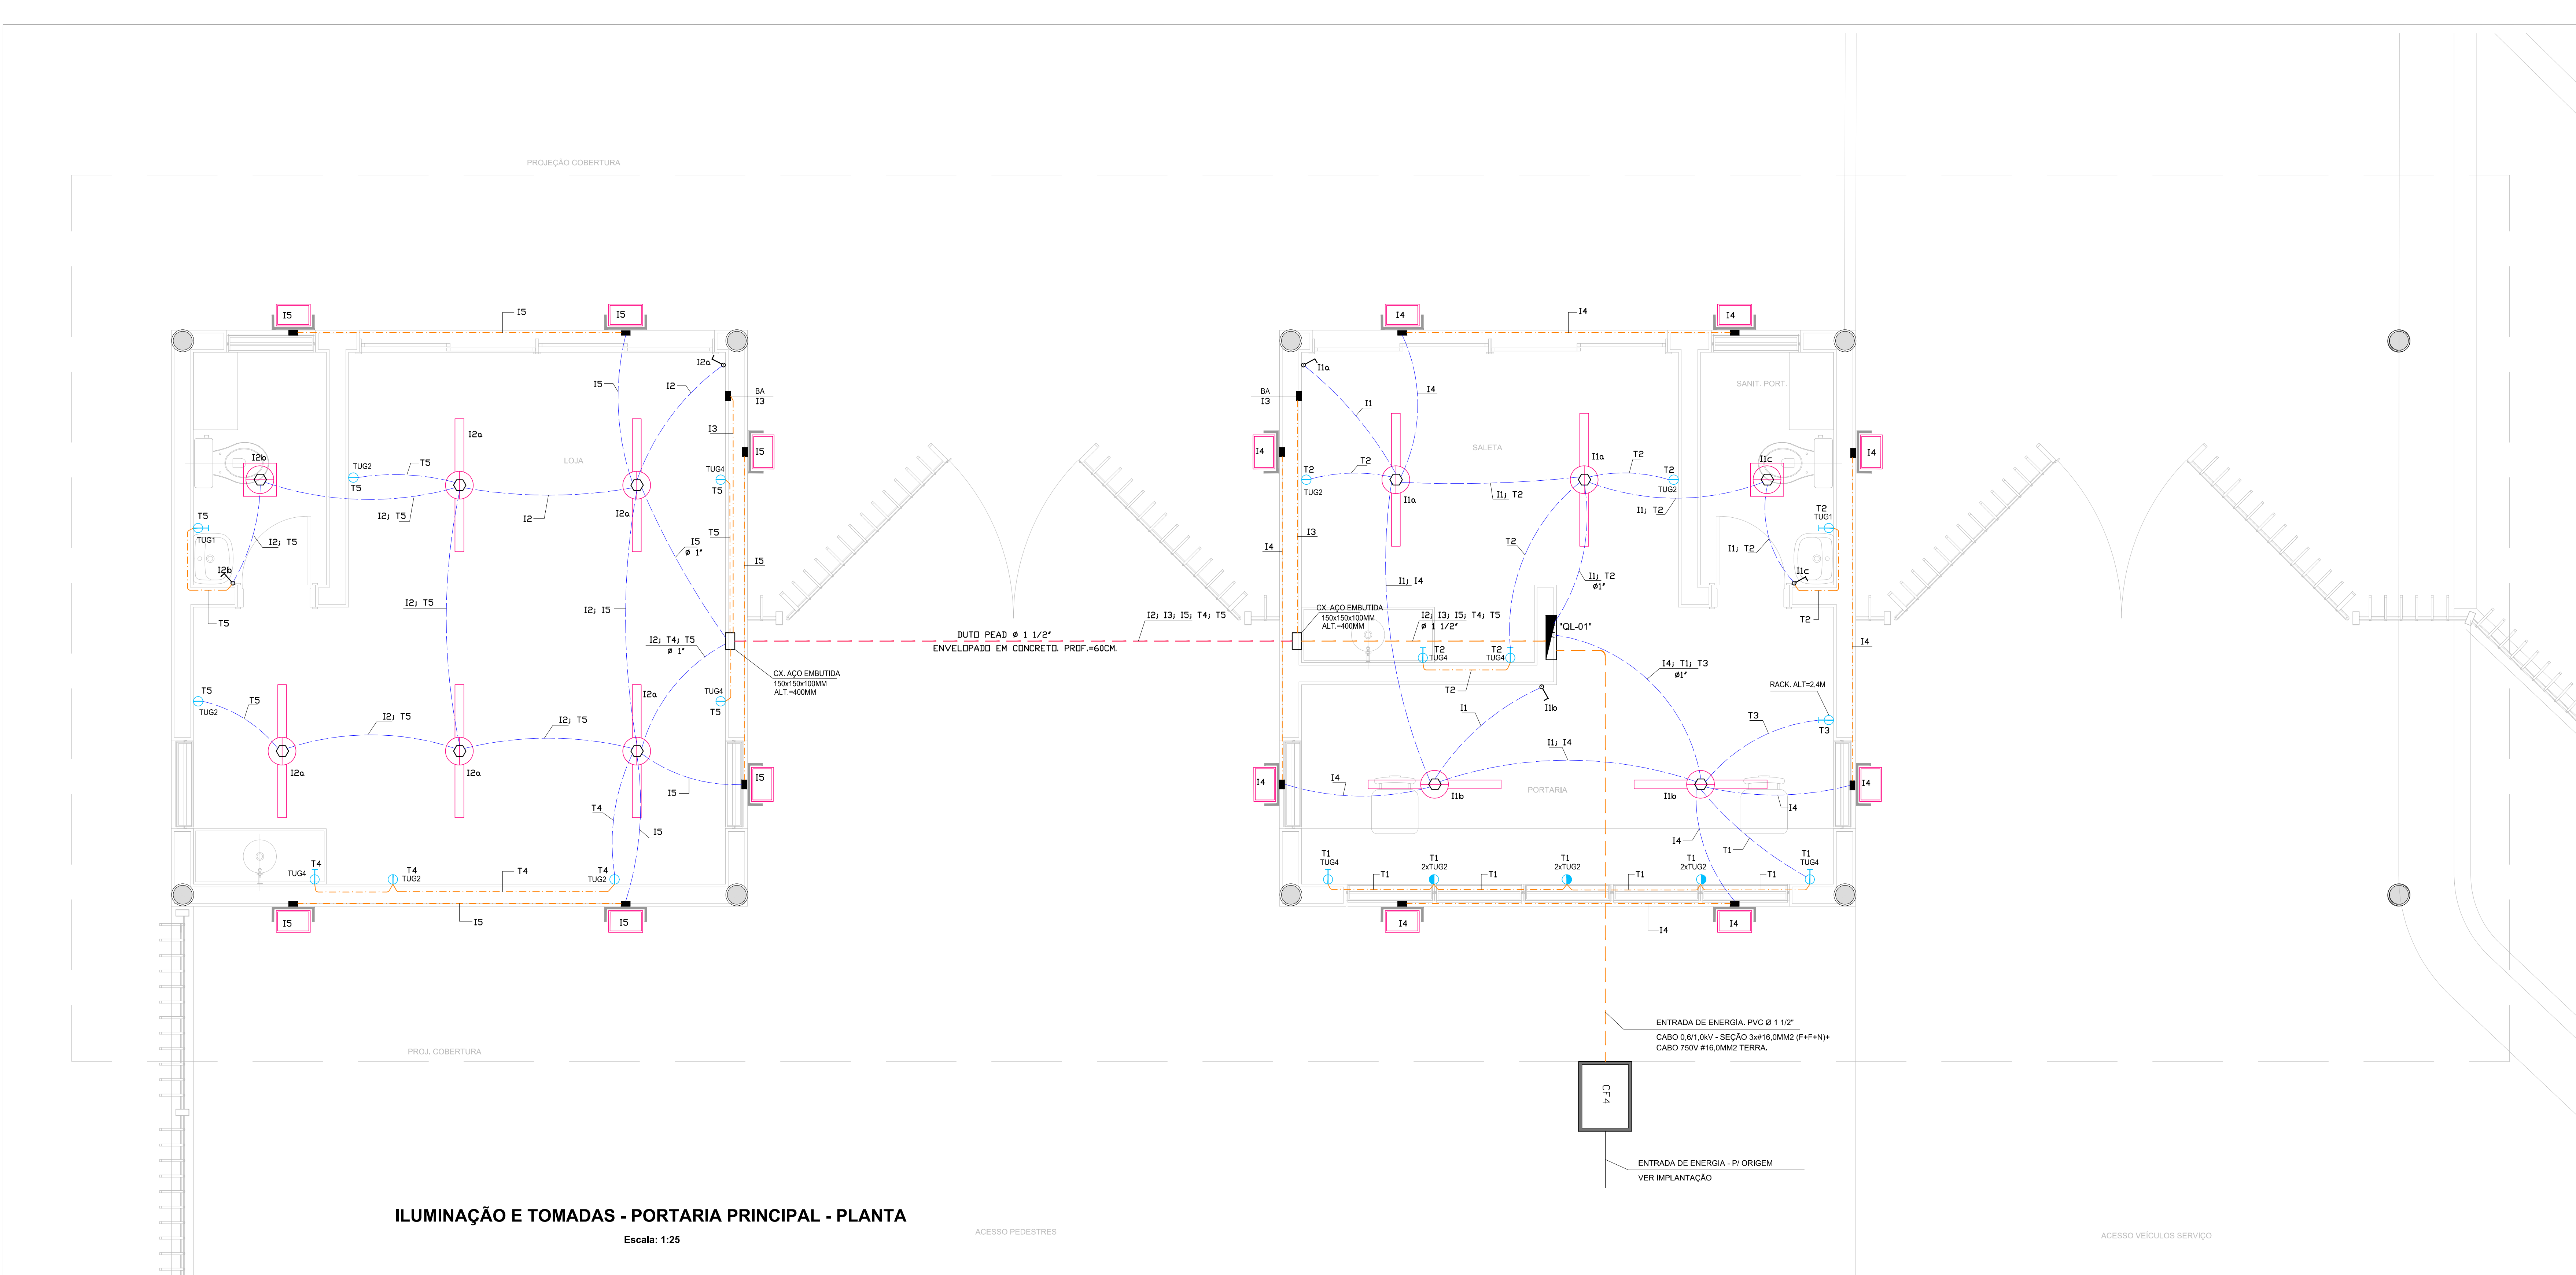 PROJEÇÃO COBERTURA
I5
I5
I5
I4
I4
I4
I2a
I5
I2
BA
I3
I3
I5
I2a
I2b
LOJA
TUG2
T5
T5
TUG4
T5
I2; T5
I2
I2a
T5
TUG1
I2; T5
I2b
T5
T5
I5
Ø 1"
I5
I2; T5
I2; I5
I2; T4; T5
Ø 1"
CX. AÇO EMBUTIDA
150x150x100MM
ALT.=400MM
T5
TUG2
T5
I2; T5
I2; T5
I2a
TUG4
T5
I2a
I2a
I5
I5
T4
I5
TUG4
T4
T4
TUG2
T4
T4
TUG2
I5
I5
I5
DUTO PEAD Ø 1 1/2"
ENVELOPADO EM CONCRETO. PROF.=60CM.
I2; I3; I5; T4; T5
I1a
BA
I3
I1
I4
I4
SALETA
SANIT. PORT.
T2
TUG2
T2
I1a
I1; T2
I1a
T2
T2
TUG2
I1; T2
I1c
I4
T2
TUG1
I3
I4
T2
I1; T2
I1; T2
Ø1"
I1c
T2
I4
I1; I4
CX. AÇO EMBUTIDA
150x150x100MM
ALT.=400MM
I2; I3; I5; T4; T5
Ø 1 1/2"
"QL-01"
T2
TUG4
T2
TUG4
T2
I4; T1; T3
Ø1"
RACK. ALT=2,4M
T3
T3
I1
I1b
I1; I4
I4
I4
I1b
PORTARIA
I1b
I4
I4
I4
T1
T1
TUG4
T1
2xTUG2
T1
2xTUG2
T1
2xTUG2
T1
TUG4
T1
T1
T1
T1
I4
I4
I4
PROJ. COBERTURA
ENTRADA DE ENERGIA. PVC Ø 1 1/2"
CABO 0,6/1,0kV - SEÇÃO 3x#16,0MM2 (F+F+N)+
CABO 750V #16,0MM2 TERRA.
CF4
ENTRADA DE ENERGIA - P/ ORIGEM
VER IMPLANTAÇÃO
ILUMINAÇÃO E TOMADAS - PORTARIA PRINCIPAL - PLANTA
Escala: 1:25
ACESSO PEDESTRES
ACESSO VEÍCULOS SERVIÇO